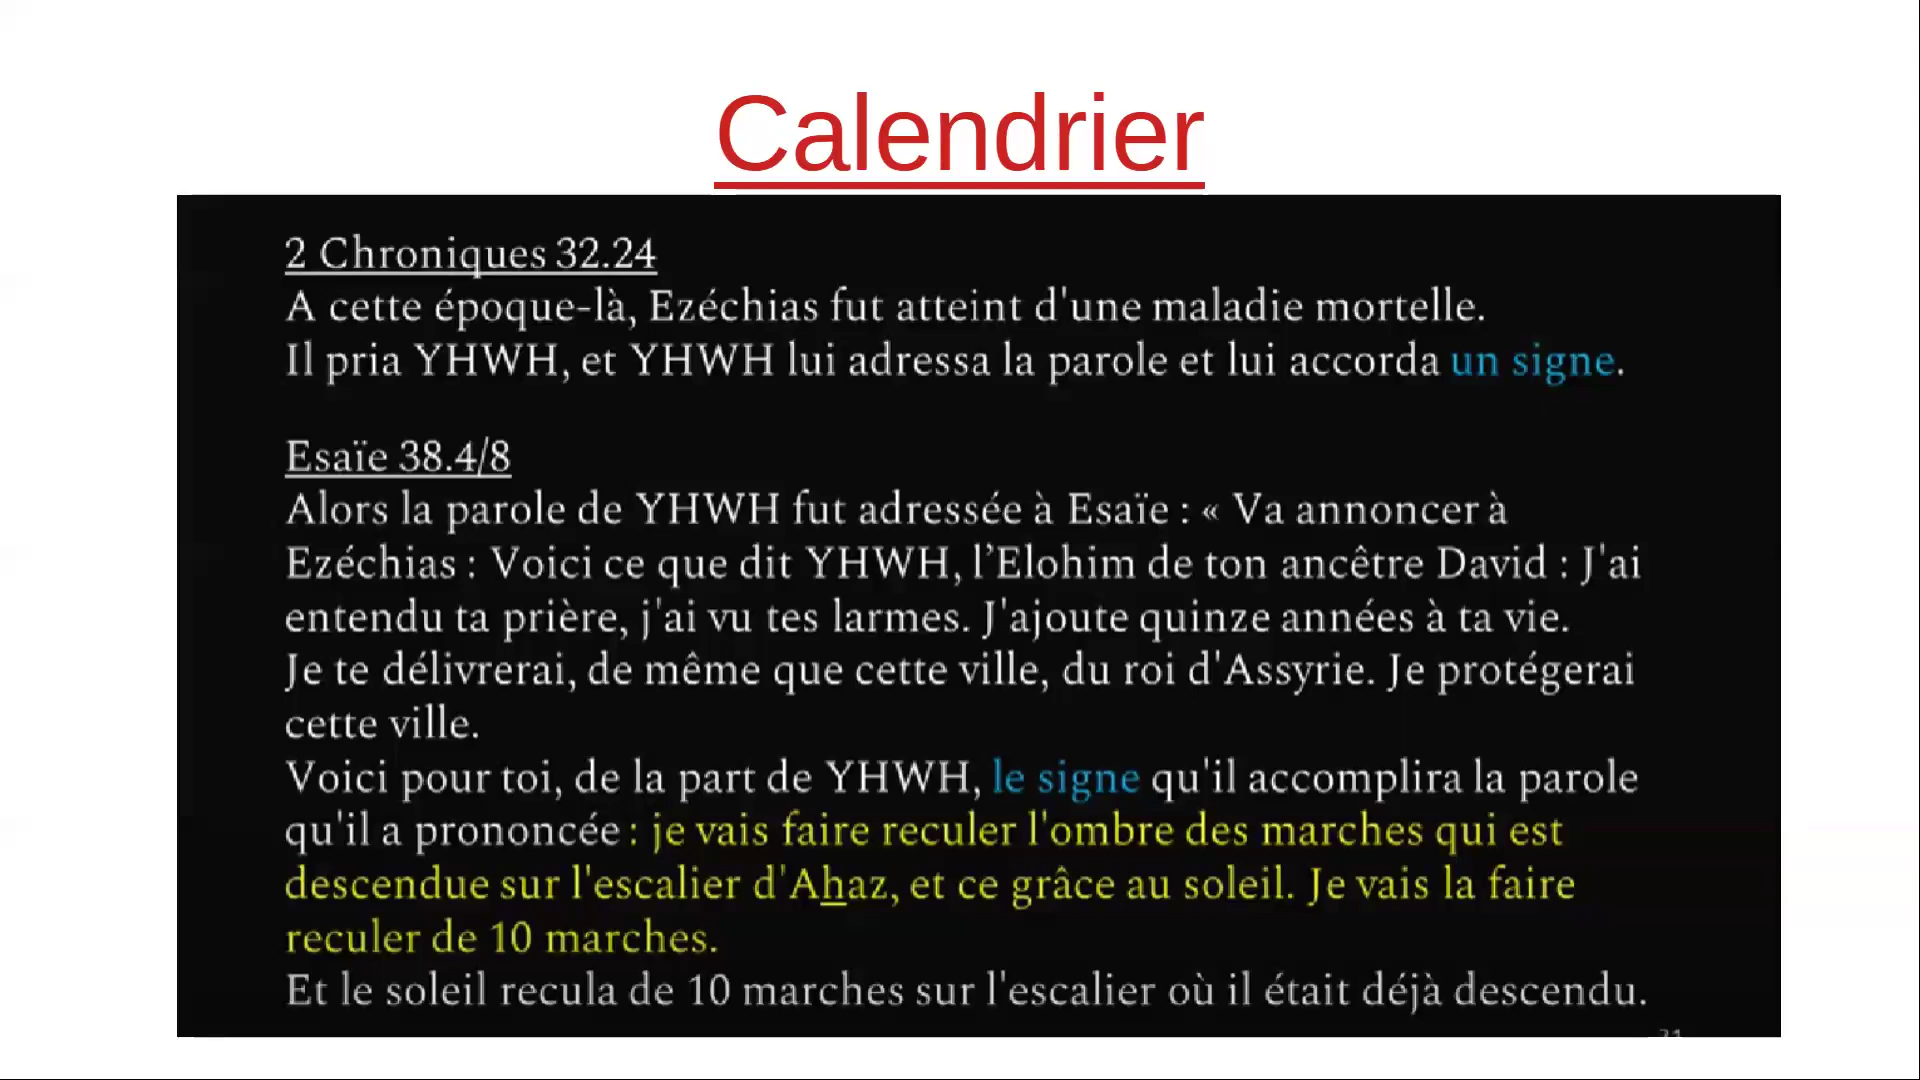 Calendrier
2 Chroniques 32.24
A cette époque-là, Ezéchias fut atteint d'une maladie mortelle.
Il pria YHWH, et YHWH lui adressa la parole et lui accorda un signe.
Esaïe 38.4/8
Alors la parole de YHWH fut adressée à Esaïe : « Va annoncer à
Ezéchias : Voici ce que dit YHWH, l’Elohim de ton ancêtre David : J'ai
entendu ta prière, j'ai vu tes larmes. J'ajoute quinze années à ta vie.
Je te délivrerai, de même que cette ville, du roi d'Assyrie. Je protégerai
cette ville.
Voici pour toi, de la part de YHWH, le signe qu'il accomplira la parole
qu'il a prononcée : je vais faire reculer l'ombre des marches qui est
descendue sur l'escalier d'Ahaz, et ce grâce au soleil. Je vais la faire
reculer de 10 marches.
Et le soleil recula de 10 marches sur l'escalier où il était déjà descendu.